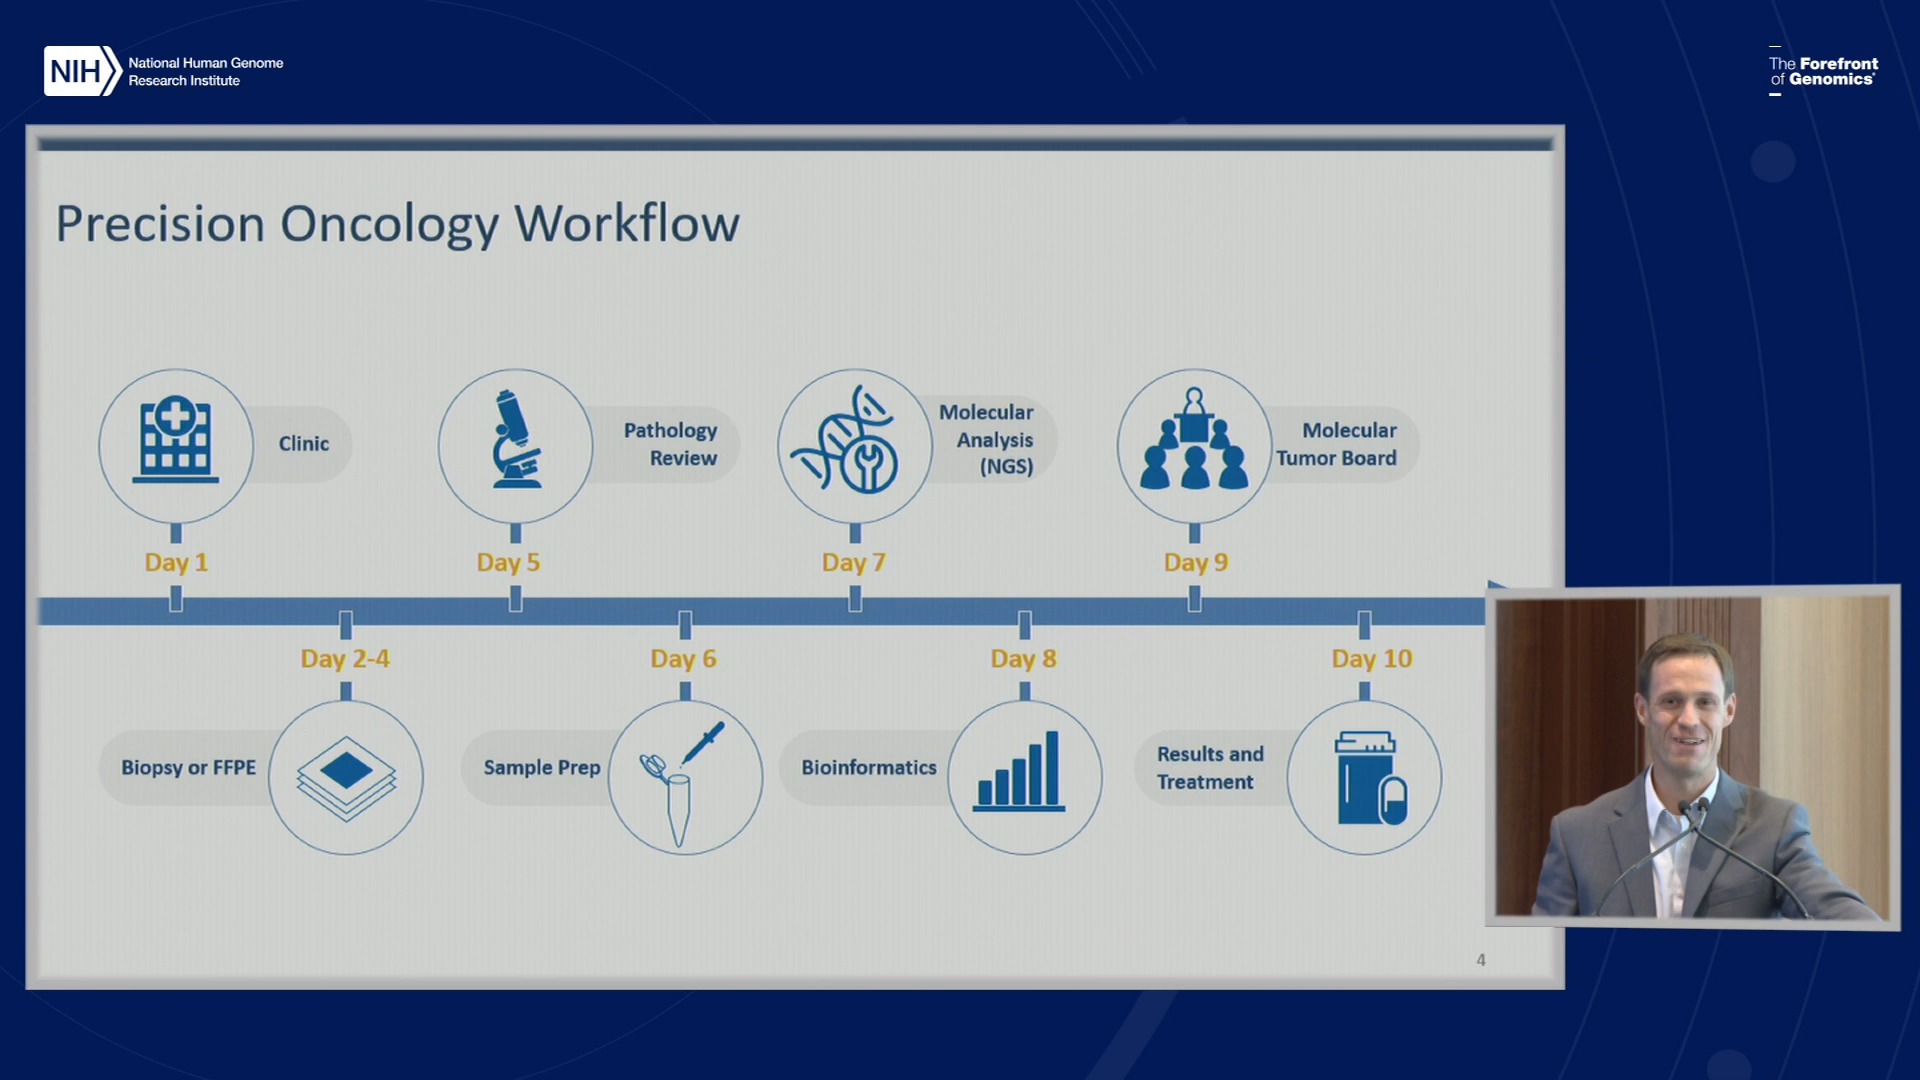 NIH
National Human Genome
Research Institute
The Forefront
of Genomics®
Precision Oncology Workflow
Clinic
Pathology
Review
Molecular
Analysis
(NGS)
Molecular
Tumor Board
Day 1
Day 5
Day 7
Day 9
Day 2-4
Day 6
Day 8
Day 10
Biopsy or FFPE
Sample Prep
Bioinformatics
Results and
Treatment
4